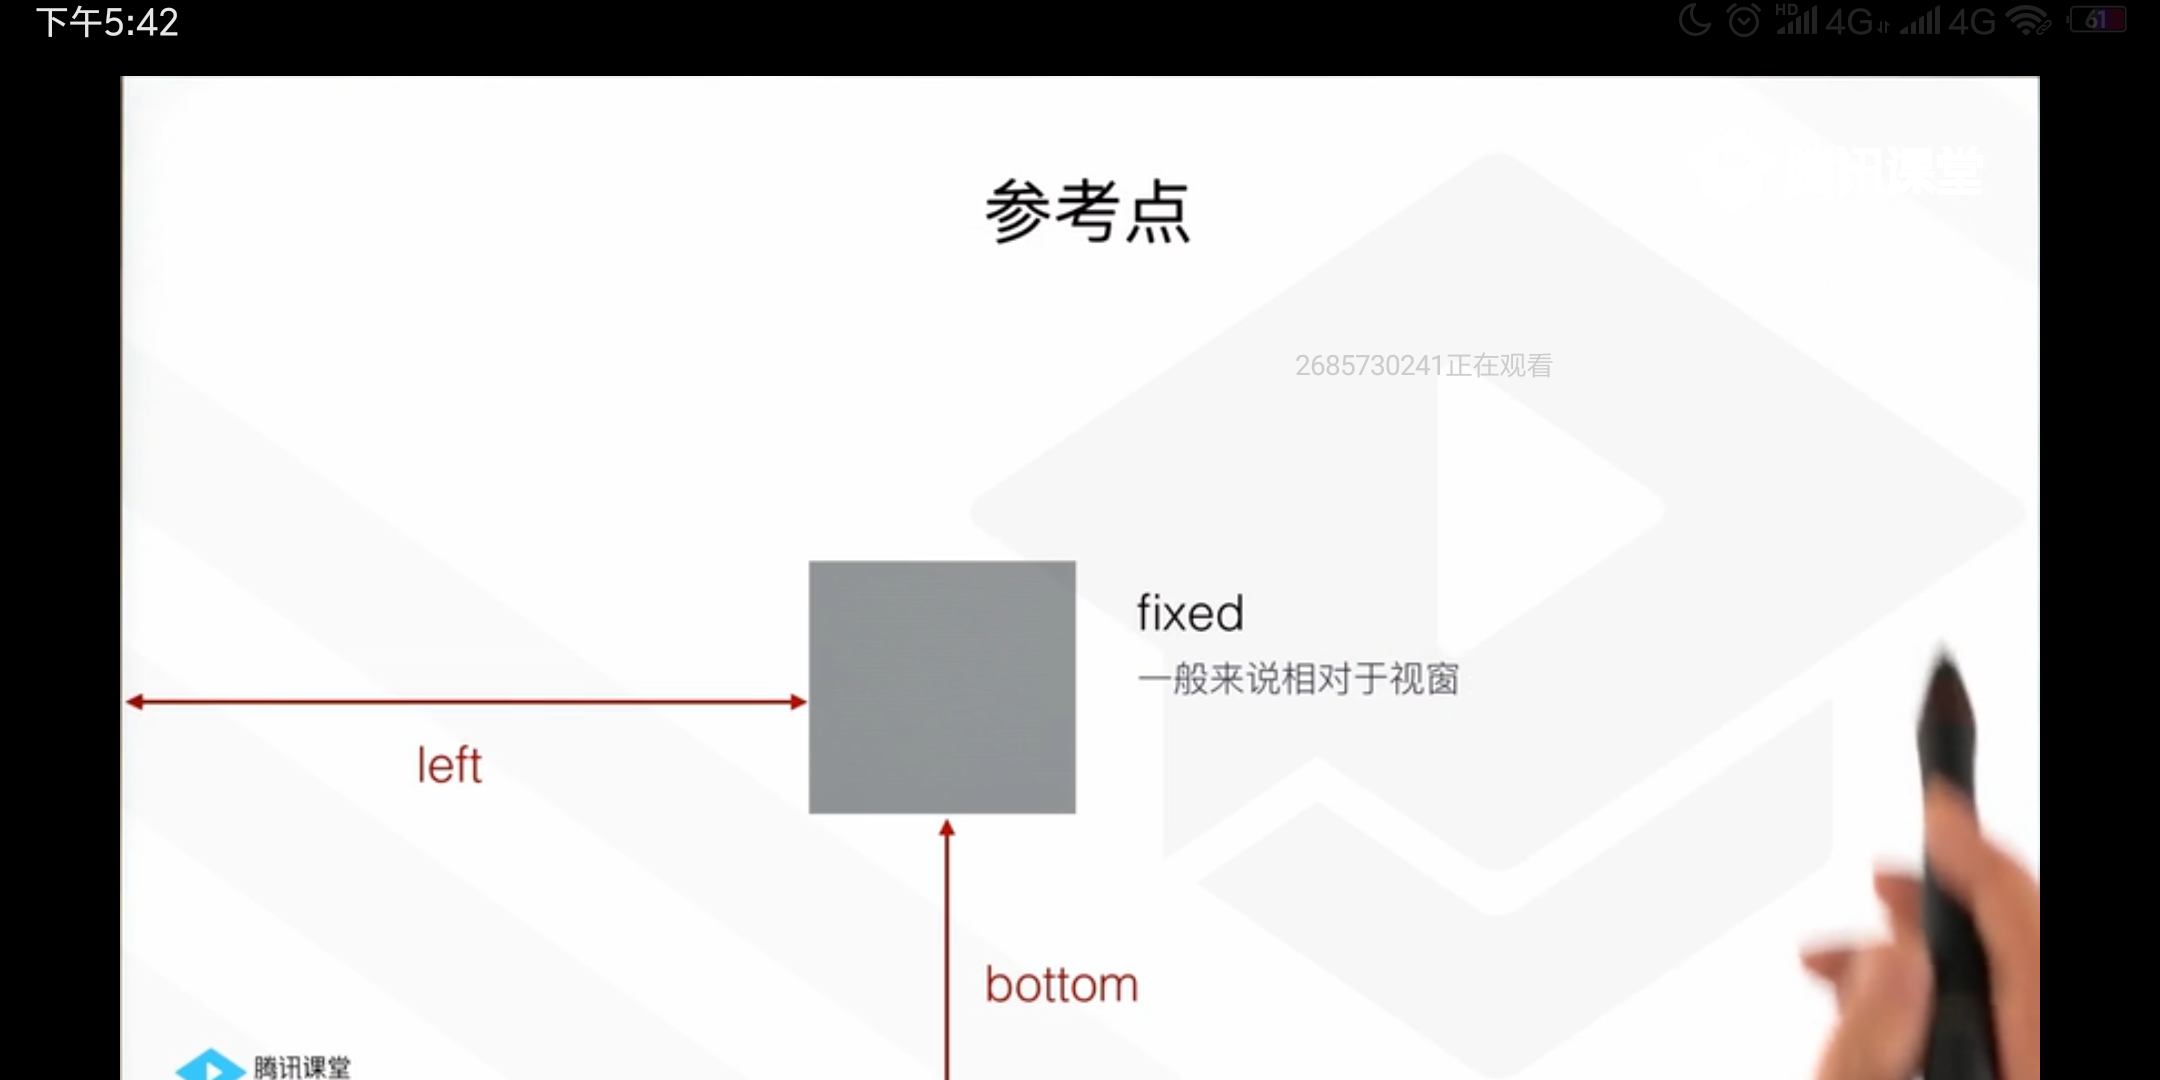 下午5:42
HD 4G 4G 61
讯课堂
参考点
2685730241正在观看
fixed
一般来说相对于视窗
left
bottom
腾讯课堂